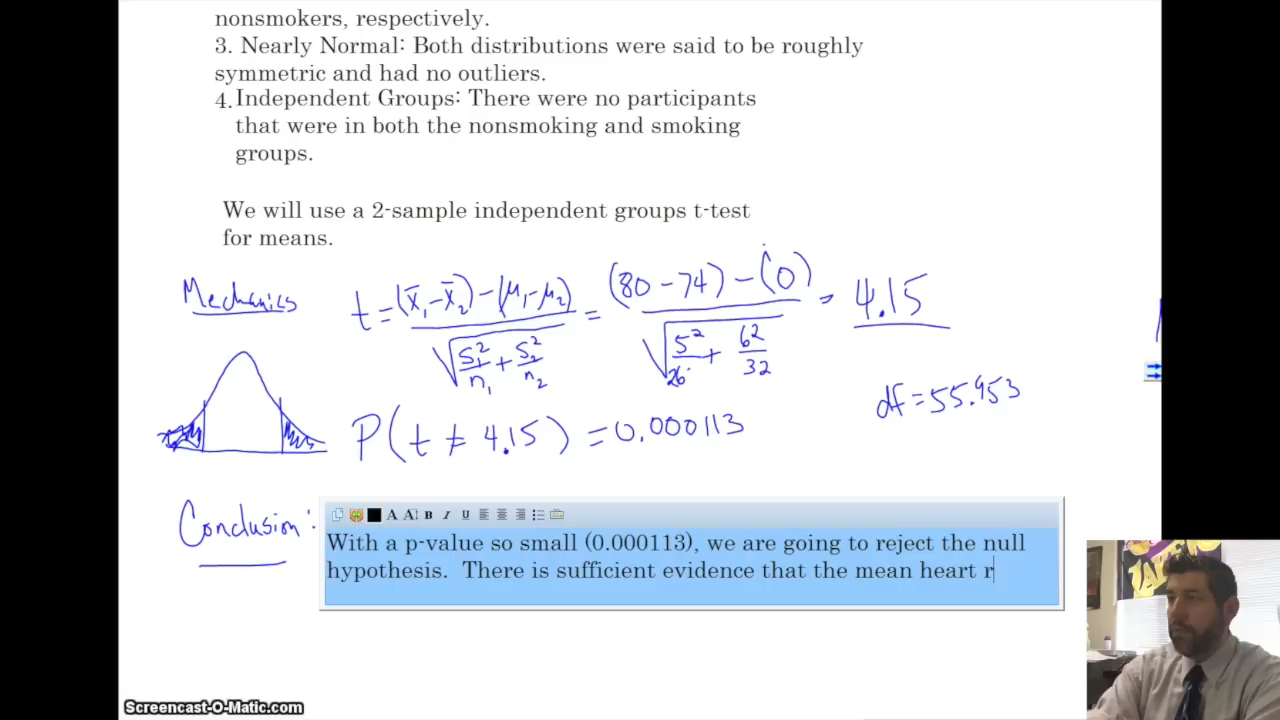 nonsmokers, respectively.
3. Nearly Normal: Both distributions were said to be roughly
symmetric and had no outliers.
4. Independent Groups: There were no participants
that were in both the nonsmoking and smoking
groups.
We will use a 2-sample independent groups t-test
for means.
Mechanics
t = (x̄₁-x̄₂) - (μ₁-μ₂) / √(s₁²/n₁ + s₂²/n₂) = (80-74) - (0) / √(5²/26 + 6²/32) = 4.15
df = 55.953
P(t ≠ 4.15) = 0.000113
Conclusion:
With a p-value so small (0.000113), we are going to reject the null
hypothesis. There is sufficient evidence that the mean heart r
Screencast-O-Matic.com